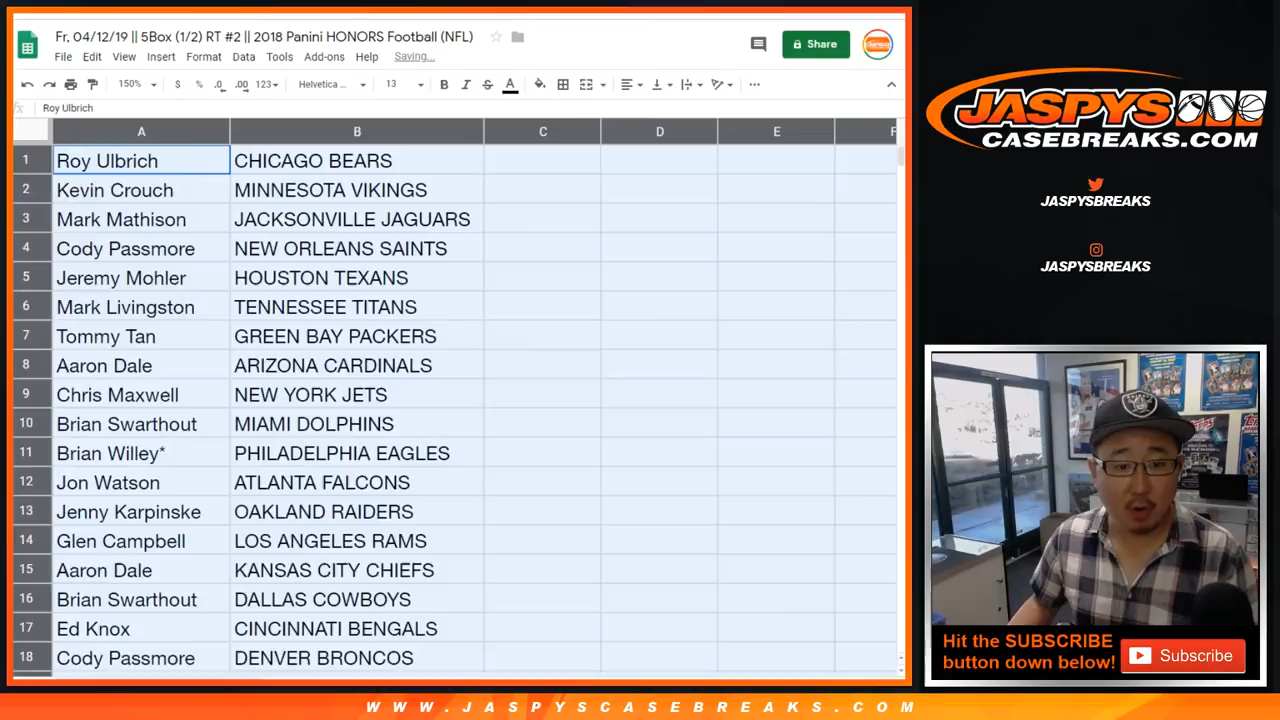 Fr, 04/12/19 || 5Box (1/2) RT #2 || 2018 Panini HONORS Football (NFL)
File Edit View Insert Format Data Tools Add-ons Help Saving...
Share
150% $ % .0 .00 123 Helvetica ... 13 B I S A
fx Roy Ulbrich
A B C D E F
1 Roy Ulbrich CHICAGO BEARS
2 Kevin Crouch MINNESOTA VIKINGS
3 Mark Mathison JACKSONVILLE JAGUARS
4 Cody Passmore NEW ORLEANS SAINTS
5 Jeremy Mohler HOUSTON TEXANS
6 Mark Livingston TENNESSEE TITANS
7 Tommy Tan GREEN BAY PACKERS
8 Aaron Dale ARIZONA CARDINALS
9 Chris Maxwell NEW YORK JETS
10 Brian Swarthout MIAMI DOLPHINS
11 Brian Willey* PHILADELPHIA EAGLES
12 Jon Watson ATLANTA FALCONS
13 Jenny Karpinske OAKLAND RAIDERS
14 Glen Campbell LOS ANGELES RAMS
15 Aaron Dale KANSAS CITY CHIEFS
16 Brian Swarthout DALLAS COWBOYS
17 Ed Knox CINCINNATI BENGALS
18 Cody Passmore DENVER BRONCOS
JASPYS
CASEBREAKS.COM
JASPYSBREAKS
JASPYSBREAKS
Hit the SUBSCRIBE
button down below!
Subscribe
WWW.JASPYSCASEBREAKS.COM